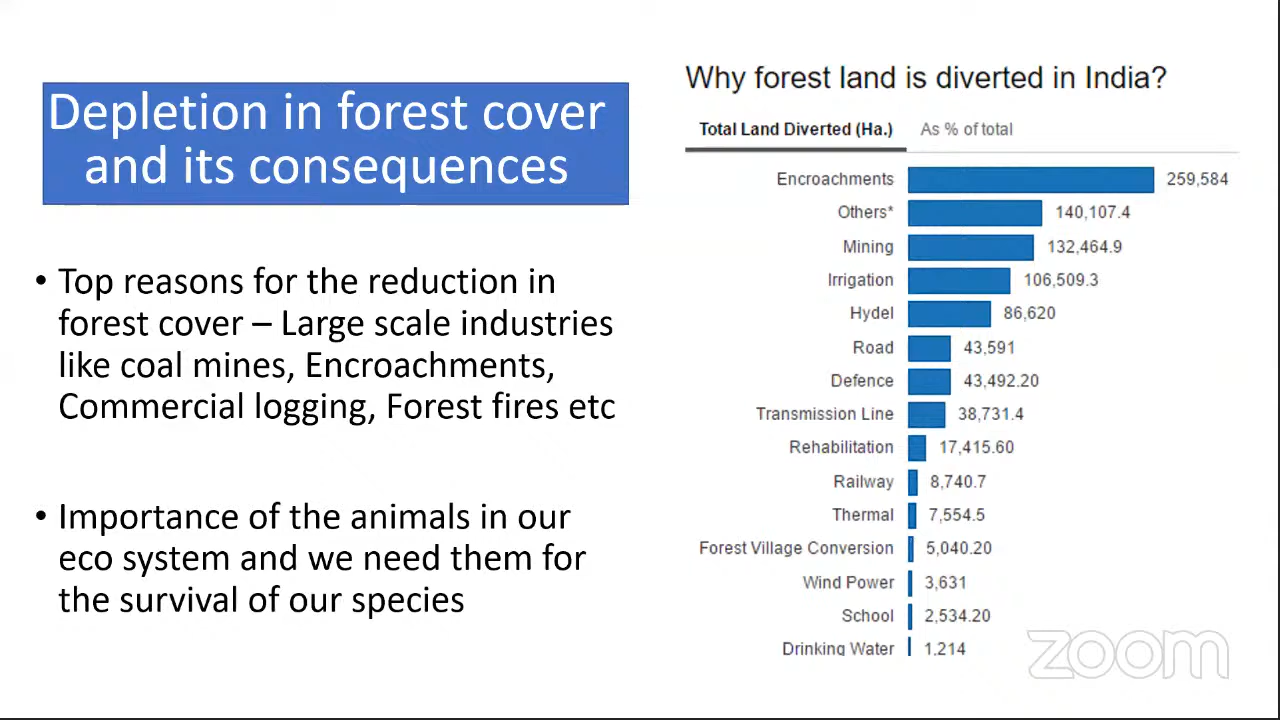 Depletion in forest cover
and its consequences
• Top reasons for the reduction in
forest cover – Large scale industries
like coal mines, Encroachments,
Commercial logging, Forest fires etc
• Importance of the animals in our
eco system and we need them for
the survival of our species
Why forest land is diverted in India?
Total Land Diverted (Ha.) As % of total
Encroachments 259,584
Others* 140,107.4
Mining 132,464.9
Irrigation 106,509.3
Hydel 86,620
Road 43,591
Defence 43,492.20
Transmission Line 38,731.4
Rehabilitation 17,415.60
Railway 8,740.7
Thermal 7,554.5
Forest Village Conversion 5,040.20
Wind Power 3,631
School 2,534.20
Drinking Water 1,214
zoom